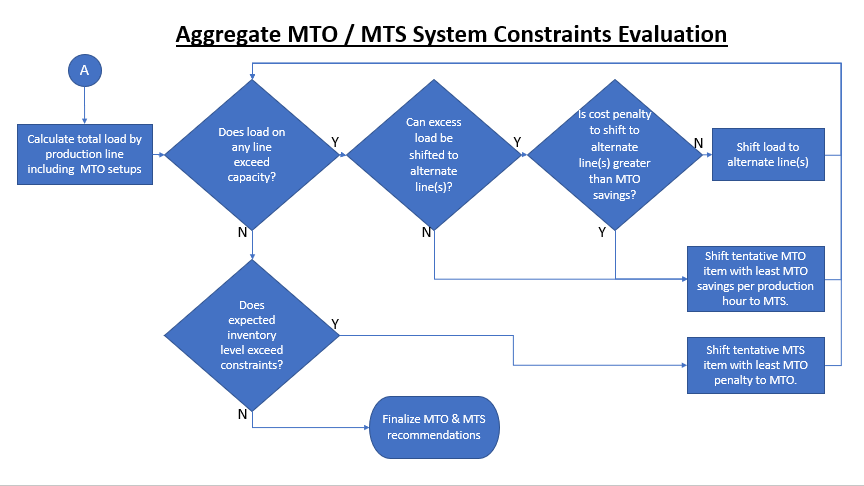 Aggregate MTO / MTS System Constraints Evaluation
A
Calculate total load by
production line
including MTO setups
Does load on
any line
exceed
capacity?
Y
N
Can excess
load be
shifted to
alternate
line(s)?
Y
N
Is cost penalty
to shift to
alternate
line(s) greater
than MTO
savings?
N
Y
Shift load to
alternate line(s)
Shift tentative MTO
item with least MTO
savings per production
hour to MTS.
Does
expected
inventory
level exceed
constraints?
Y
N
Shift tentative MTS
item with least MTO
penalty to MTO.
Finalize MTO & MTS
recommendations